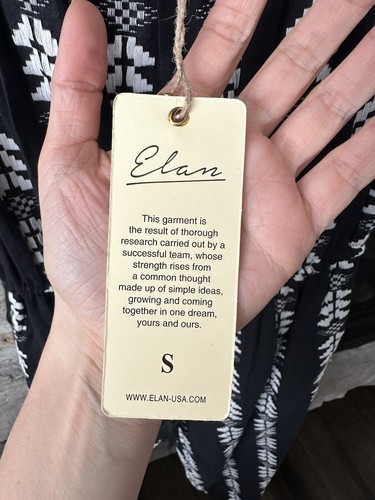 Elan
This garment is
the result of thorough
research carried out by a
successful team, whose
strength rises from
a common thought
made up of simple ideas,
growing and coming
together in one dream,
yours and ours.
S
WWW.ELAN-USA.COM